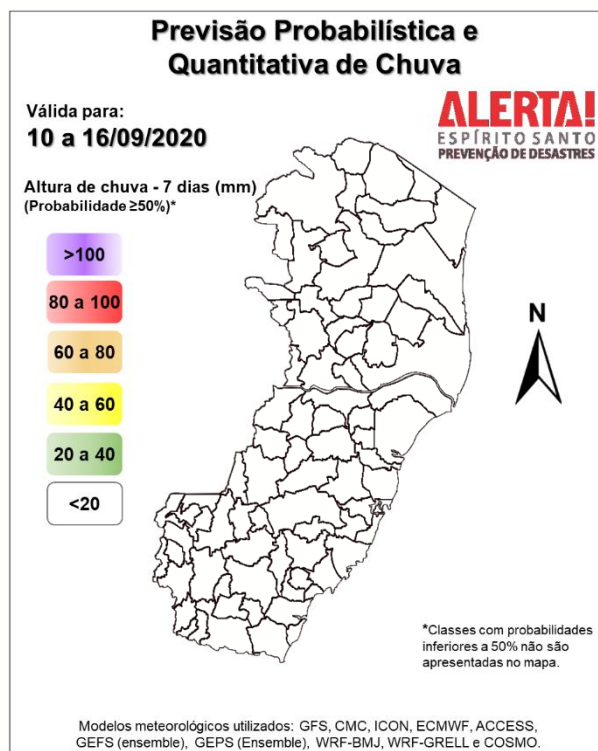 Previsão Probabilística e
Quantitativa de Chuva
Válida para:
10 a 16/09/2020
ALERTA!
ESPÍRITO SANTO
PREVENÇÃO DE DESASTRES
Altura de chuva - 7 dias (mm)
(Probabilidade ≥50%)*
>100
80 a 100
60 a 80
40 a 60
20 a 40
<20
N
*Classes com probabilidades
inferiores a 50% não são
apresentadas no mapa.
Modelos meteorológicos utilizados: GFS, CMC, ICON, ECMWF, ACCESS,
GEFS (ensemble), GEPS (Ensemble), WRF-BMJ, WRF-GRELL e COSMO.